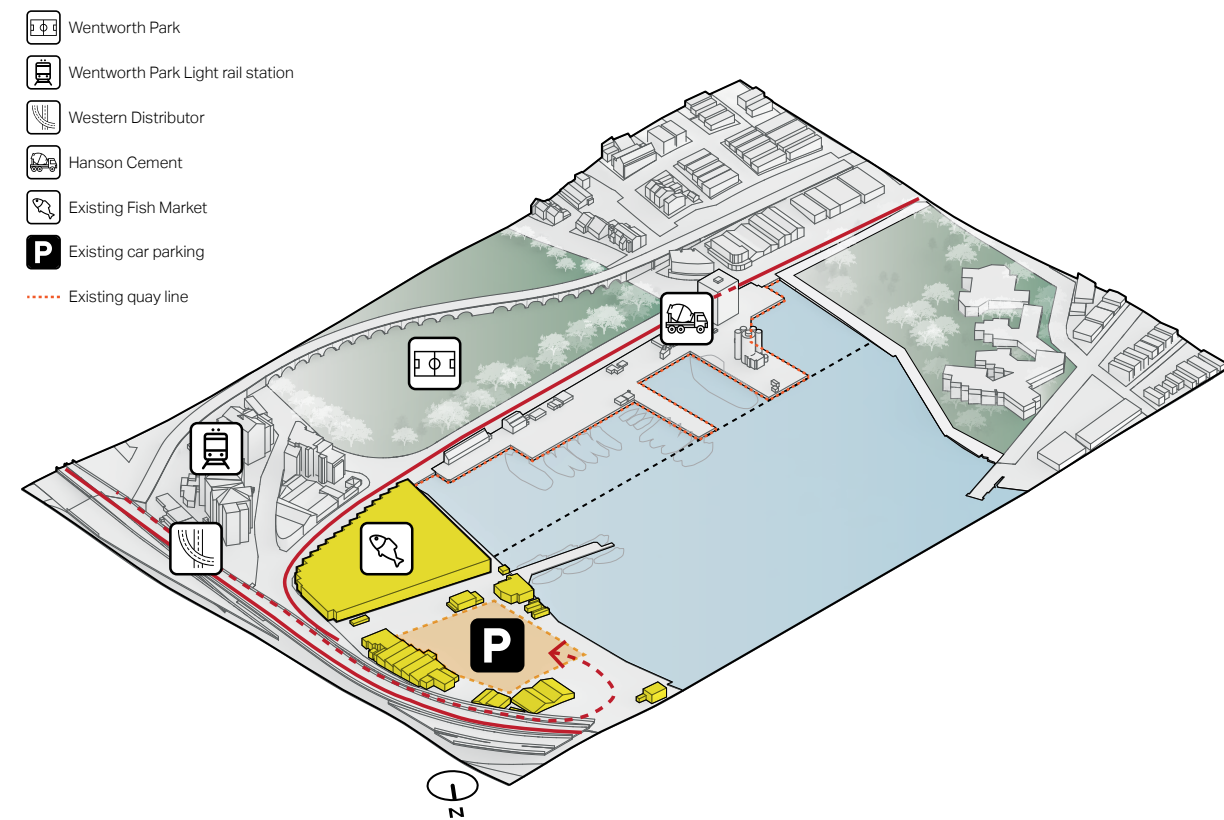 Wentworth Park
Wentworth Park Light rail station
Western Distributor
Hanson Cement
Existing Fish Market
P Existing car parking
Existing quay line
P
N